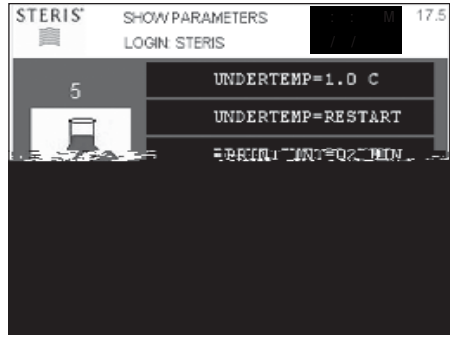 STERIS
SHOW PARAMETERS
17.5
LOGIN: STERIS
5
UNDERTEMP=1.0 C
UNDERTEMP=RESTART